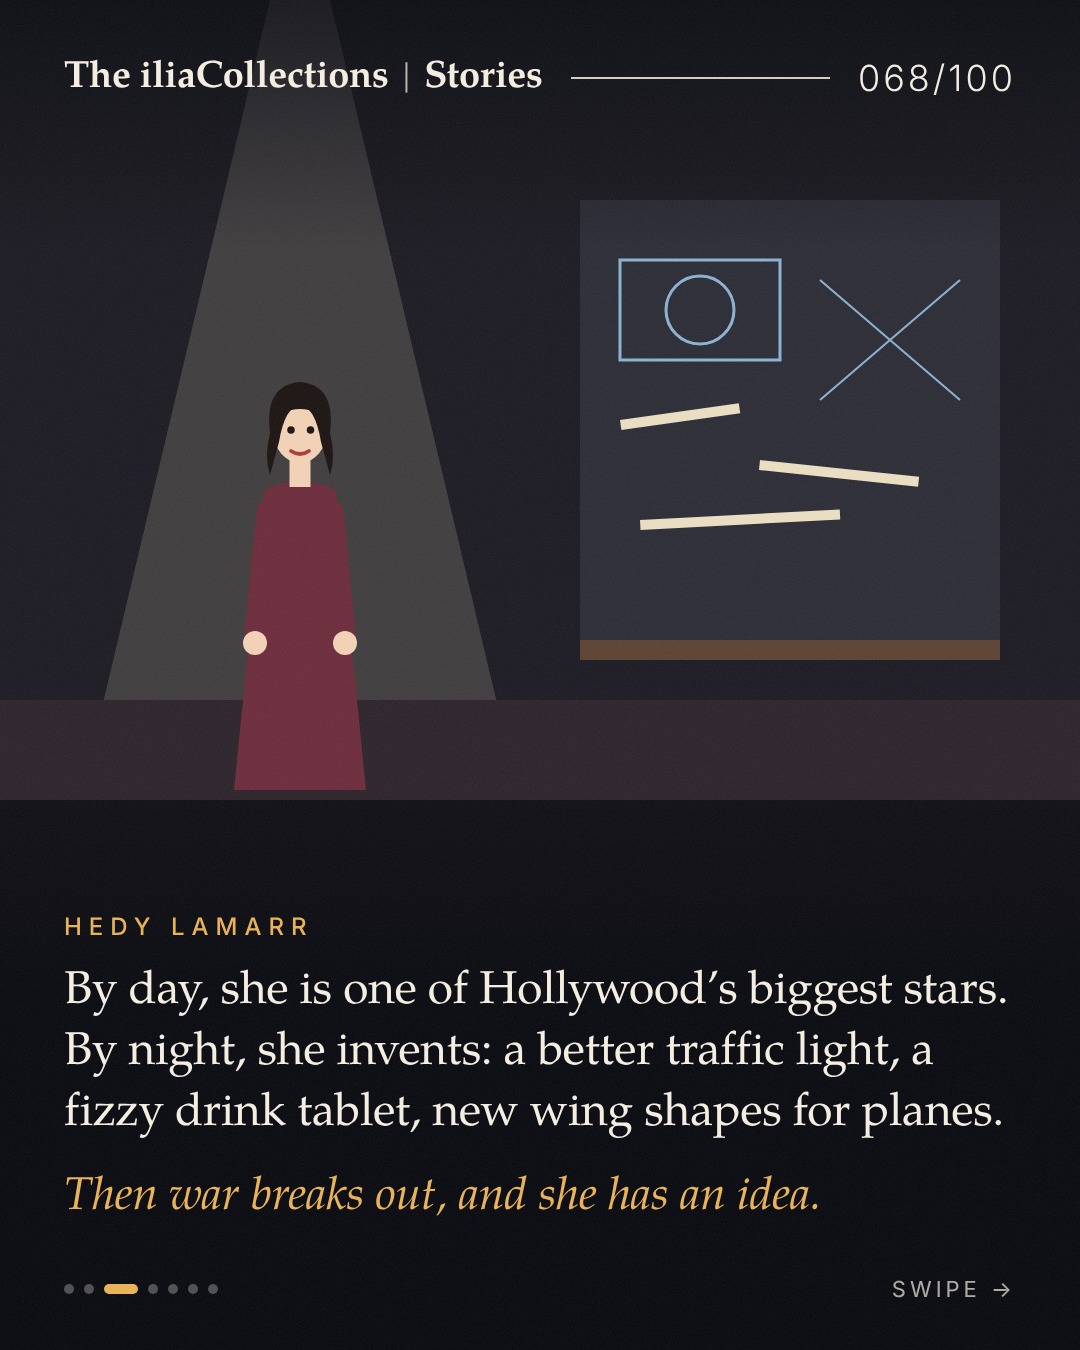 The iliaCollections | Stories 068/100
HEDY LAMARR
By day, she is one of Hollywood’s biggest stars.
By night, she invents: a better traffic light, a
fizzy drink tablet, new wing shapes for planes.
Then war breaks out, and she has an idea.
SWIPE →